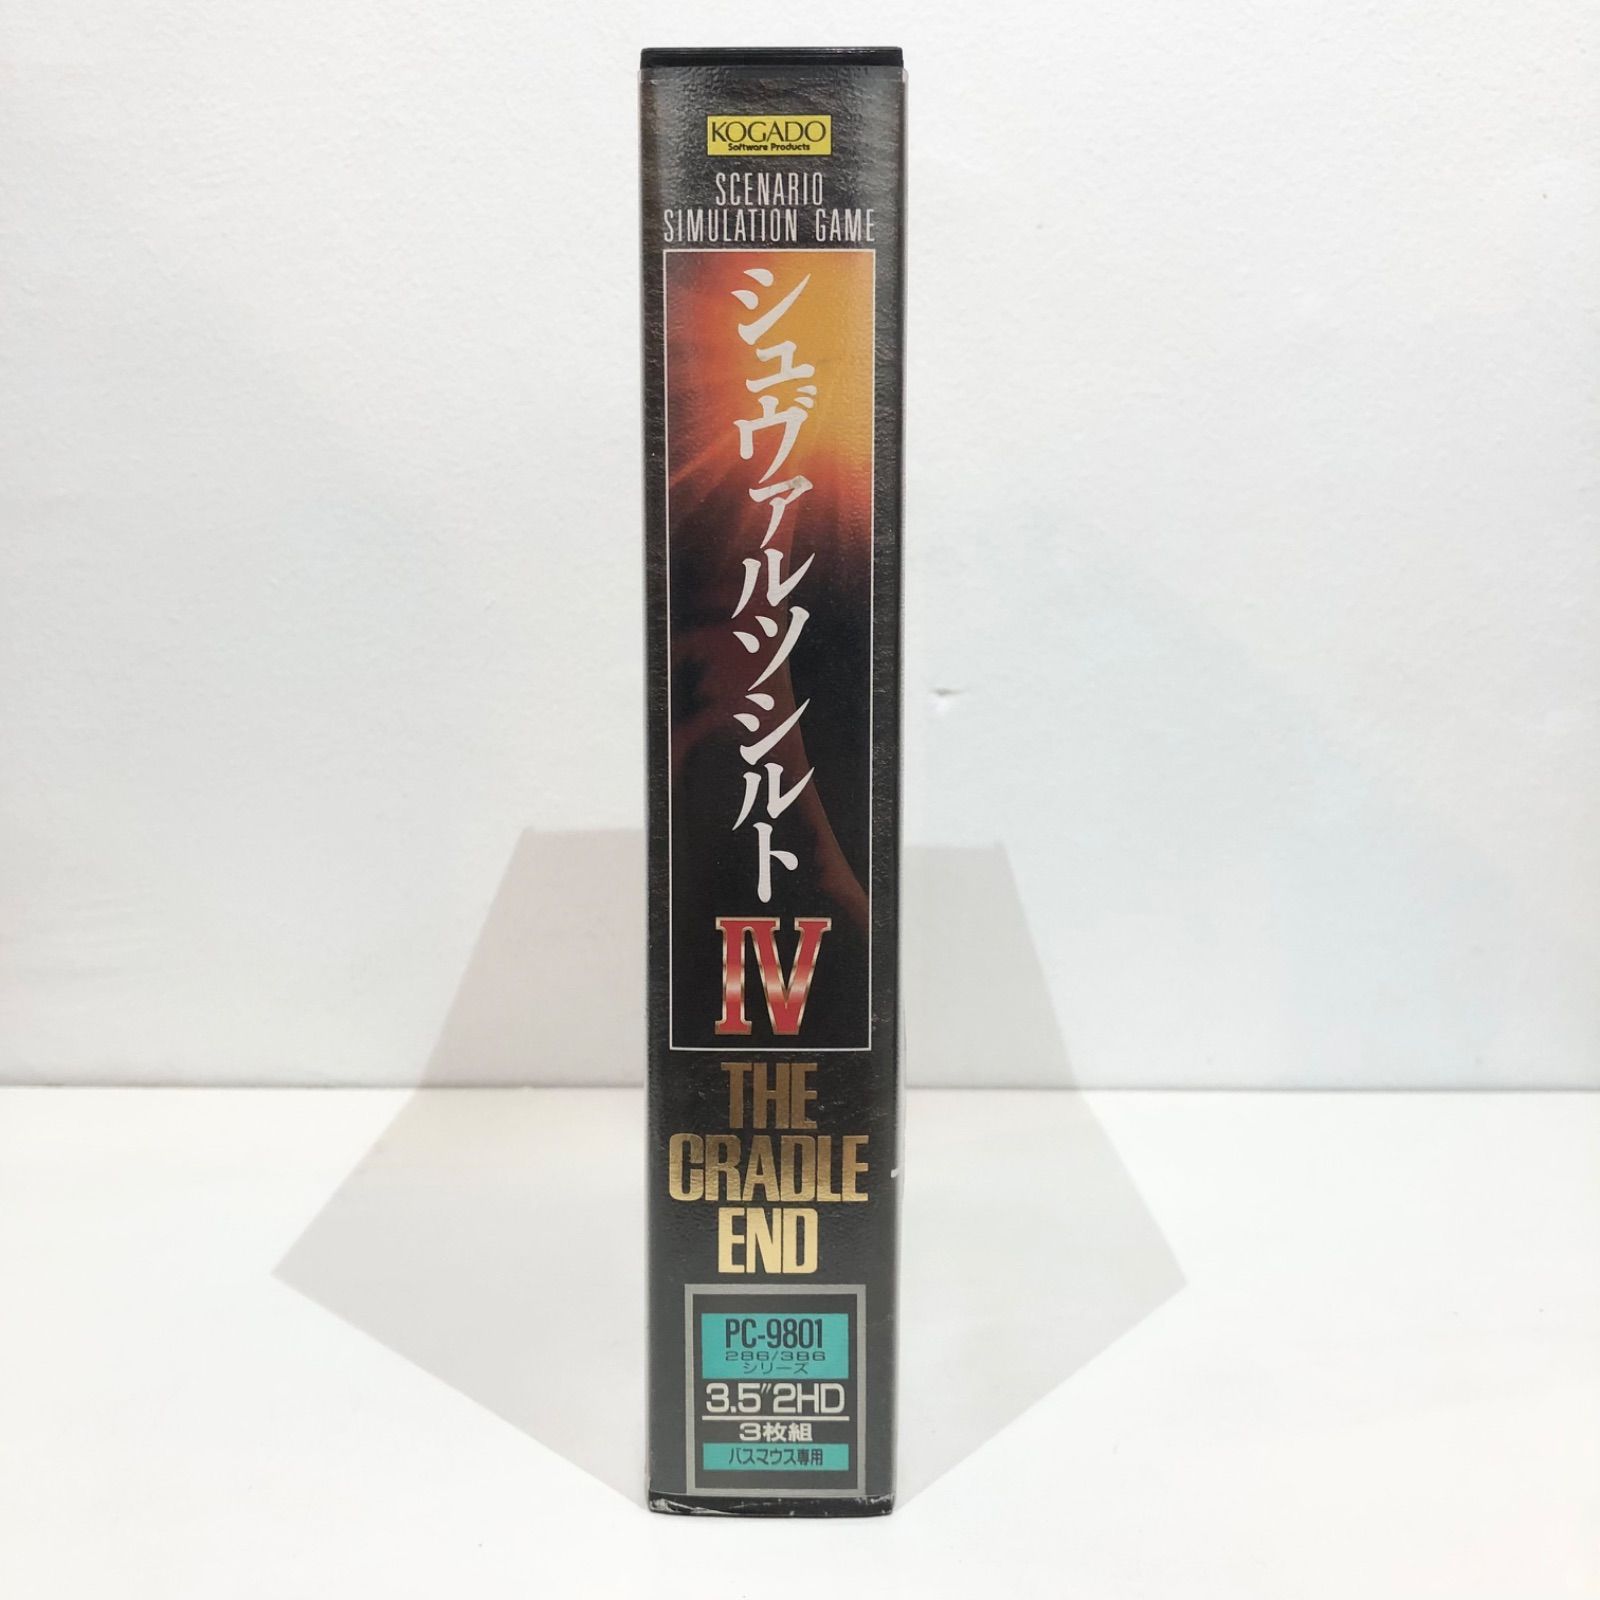 KOGADO
Software Products
SCENARIO
SIMULATION GAME
シュヴァルツシルト
IV
THE
CRADLE
END
PC-9801
286/386
シリーズ
3.5"2HD
3枚組
バスマウス専用